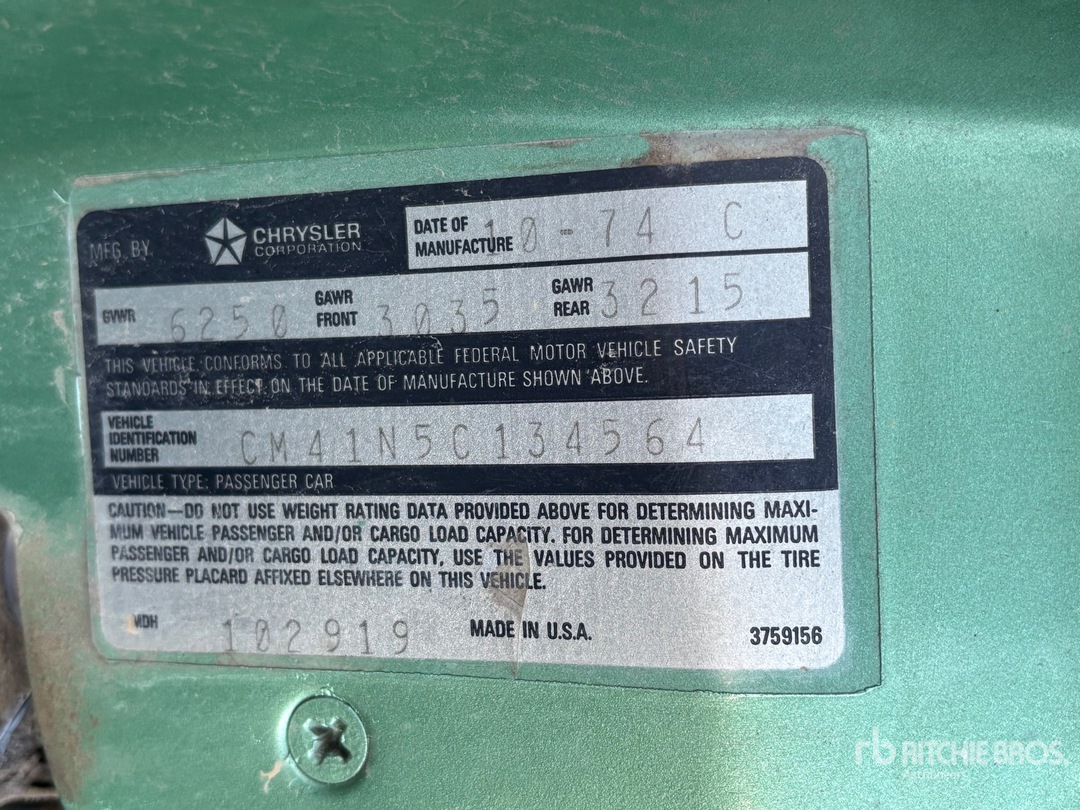 MFG. BY CHRYSLER CORPORATION DATE OF MANUFACTURE 10-74 C
GVWR 6250 GAWR FRONT 3035 GAWR REAR 3215
THIS VEHICLE CONFORMS TO ALL APPLICABLE FEDERAL MOTOR VEHICLE SAFETY
STANDARDS IN EFFECT ON THE DATE OF MANUFACTURE SHOWN ABOVE.
VEHICLE IDENTIFICATION NUMBER CM41N5C134564
VEHICLE TYPE: PASSENGER CAR
CAUTION—DO NOT USE WEIGHT RATING DATA PROVIDED ABOVE FOR DETERMINING MAXI-
MUM VEHICLE PASSENGER AND/OR CARGO LOAD CAPACITY. FOR DETERMINING MAXIMUM
PASSENGER AND/OR CARGO LOAD CAPACITY, USE THE VALUES PROVIDED ON THE TIRE
PRESSURE PLACARD AFFIXED ELSEWHERE ON THIS VEHICLE.
MDH 102919 MADE IN U.S.A. 3759156
rb RITCHIE BROS.
Auctioneers